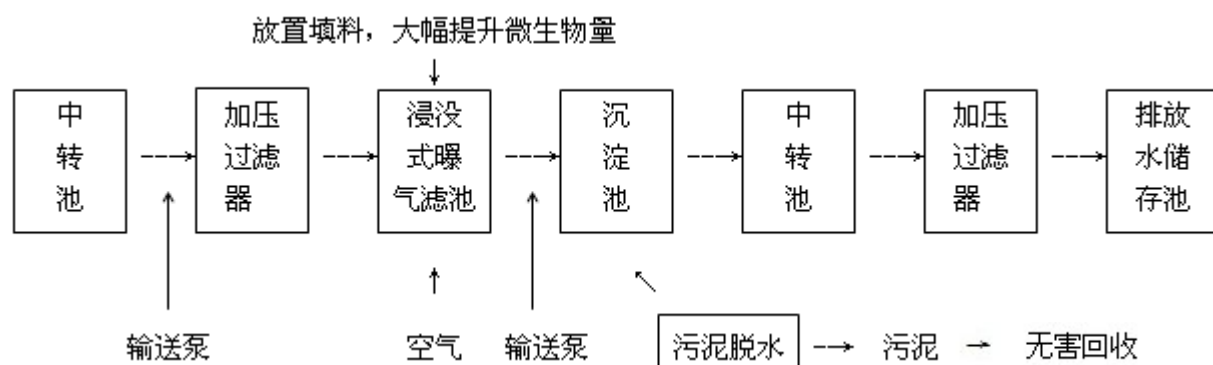 放置填料，大幅提升微生物量
中
转
池
加压
过滤
器
浸没
式曝
气滤池
沉
淀
池
中
转
池
加压
过滤
器
排放
水储
存池
输送泵
空气
输送泵
污泥脱水
污泥
无害回收